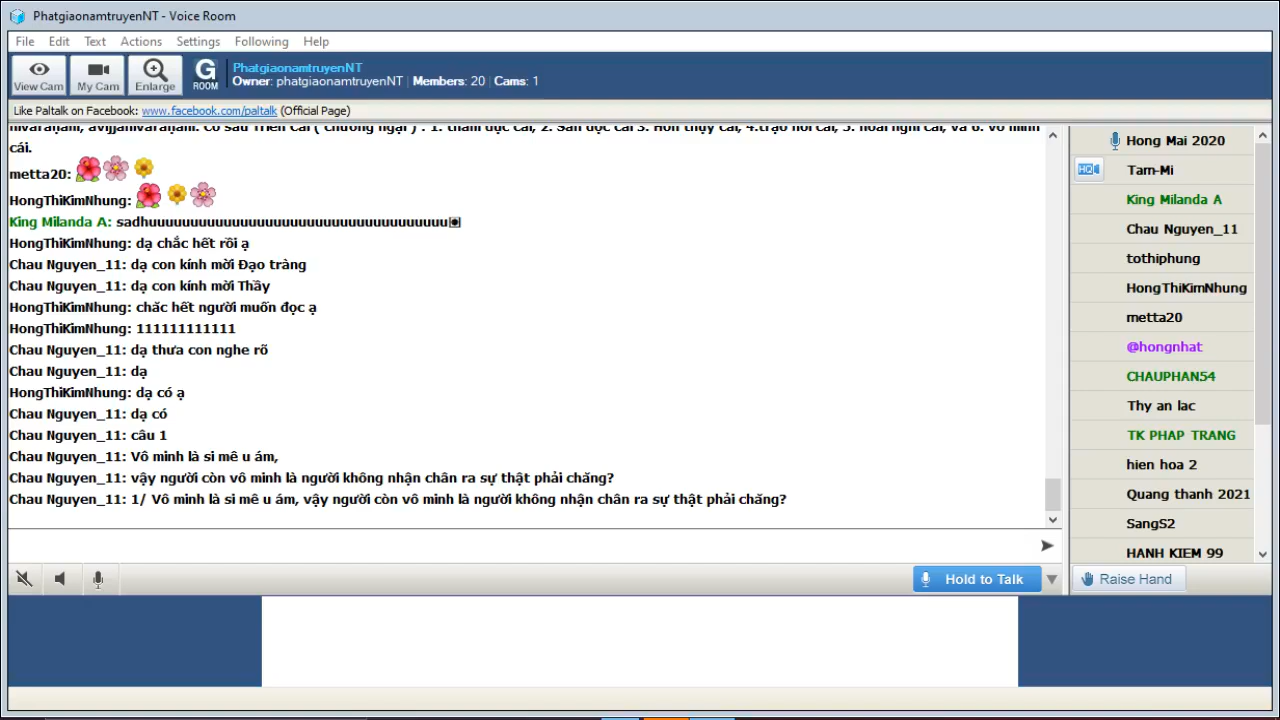 PhatgiaonamtruyenNT - Voice Room
File Edit Text Actions Settings Following Help
View Cam My Cam Enlarge G ROOM
PhatgiaonamtruyenNT
Owner: phatgiaonamtruyenNT | Members: 20 | Cams: 1
Like Paltalk on Facebook: www.facebook.com/paltalk (Official Page)
cái.
metta20:
HongThiKimNhung:
King Milanda A: sadhuuuuuuuuuuuuuuuuuuuuuuuuuuuuuuuuuuu
HongThiKimNhung: dạ chắc hết rồi ạ
Chau Nguyen_11: dạ con kính mời Đạo tràng
Chau Nguyen_11: dạ con kính mời Thầy
HongThiKimNhung: chăc hết người muốn đọc ạ
HongThiKimNhung: 111111111111
Chau Nguyen_11: dạ thưa con nghe rõ
Chau Nguyen_11: dạ
HongThiKimNhung: dạ có ạ
Chau Nguyen_11: dạ có
Chau Nguyen_11: câu 1
Chau Nguyen_11: Vô minh là si mê u ám,
Chau Nguyen_11: vậy người còn vô minh là người không nhận chân ra sự thật phải chăng?
Chau Nguyen_11: 1/ Vô minh là si mê u ám, vậy người còn vô minh là người không nhận chân ra sự thật phải chăng?
Hong Mai 2020
HQ Tam-Mi
King Milanda A
Chau Nguyen_11
tothiphung
HongThiKimNhung
metta20
@hongnhat
CHAUPHAN54
Thy an lac
TK PHAP TRANG
hien hoa 2
Quang thanh 2021
SangS2
HANH KIEM 99
Hold to Talk
Raise Hand